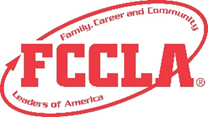 Family, Career and Community
FCCLA®
Leaders of America